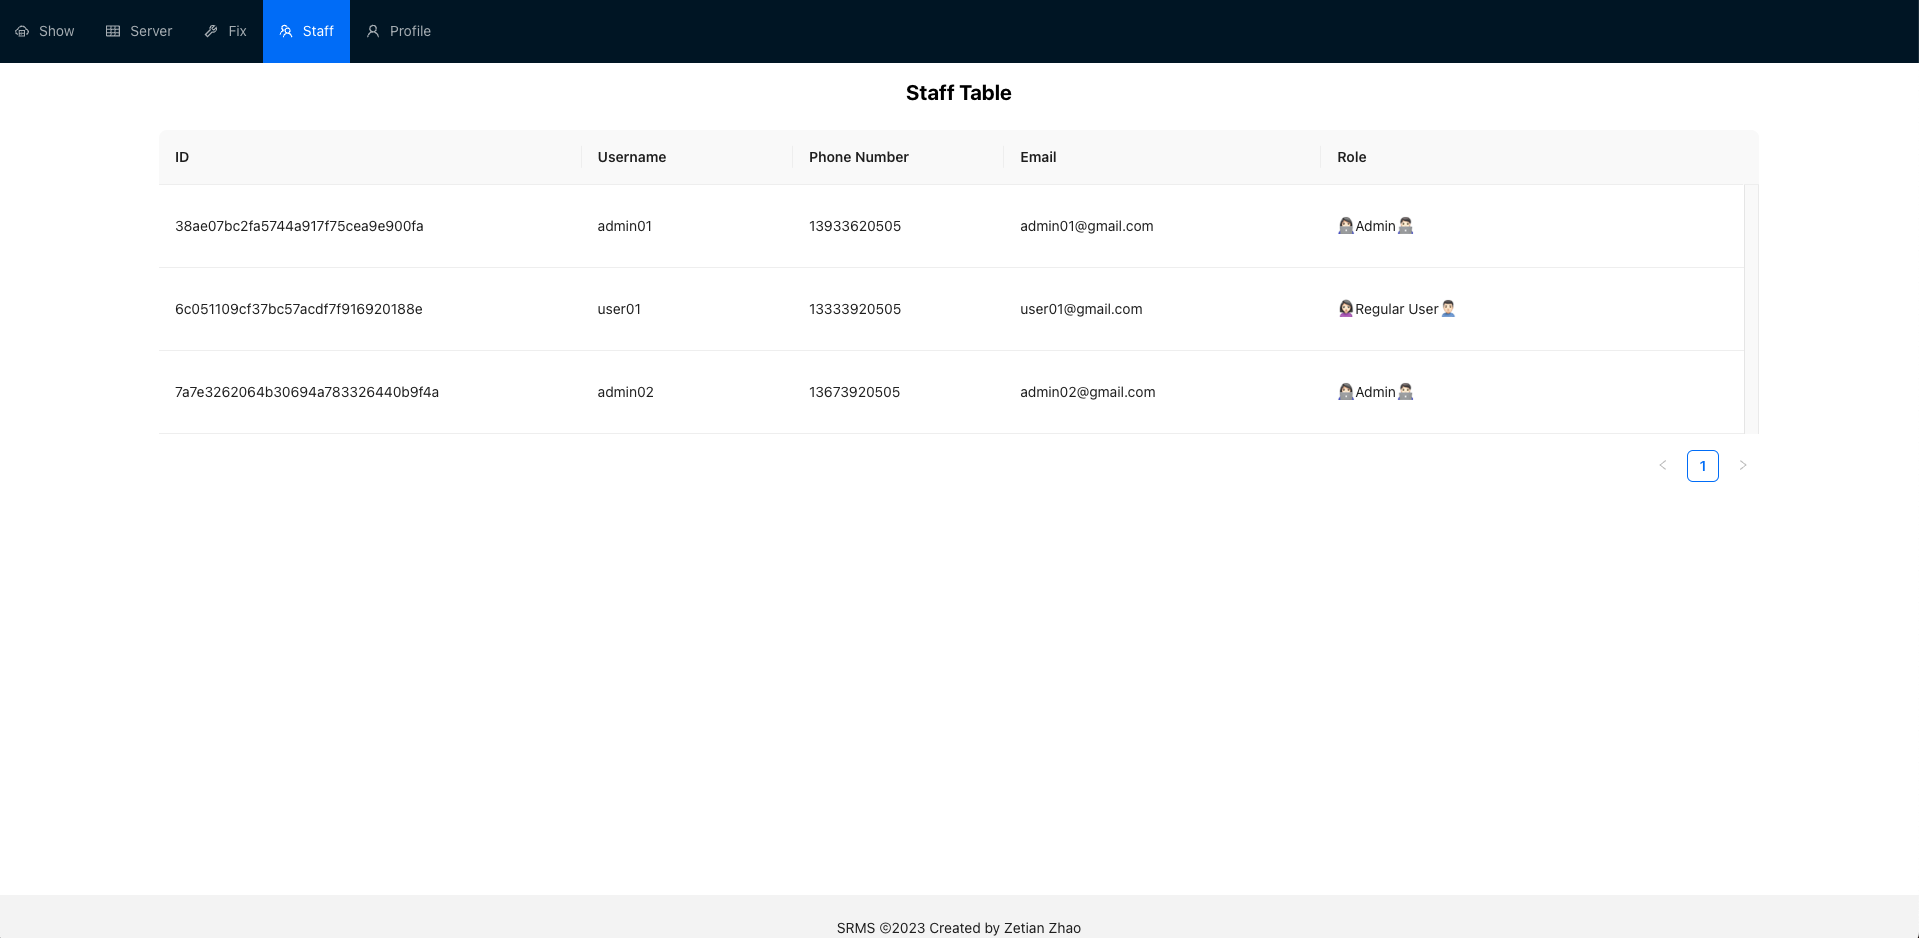 Show Server Fix Staff Profile
Staff Table
ID Username Phone Number Email Role
38ae07bc2fa5744a917f75cea9e900fa admin01 13933620505 admin01@gmail.com 👩🏻‍💻Admin👨🏻‍💻
6c051109cf37bc57acdf7f916920188e user01 13333920505 user01@gmail.com 🙎🏻‍♀️Regular User🙎🏻‍♂️
7a7e3262064b30694a783326440b9f4a admin02 13673920505 admin02@gmail.com 👩🏻‍💻Admin👨🏻‍💻
< 1 >
SRMS ©2023 Created by Zetian Zhao